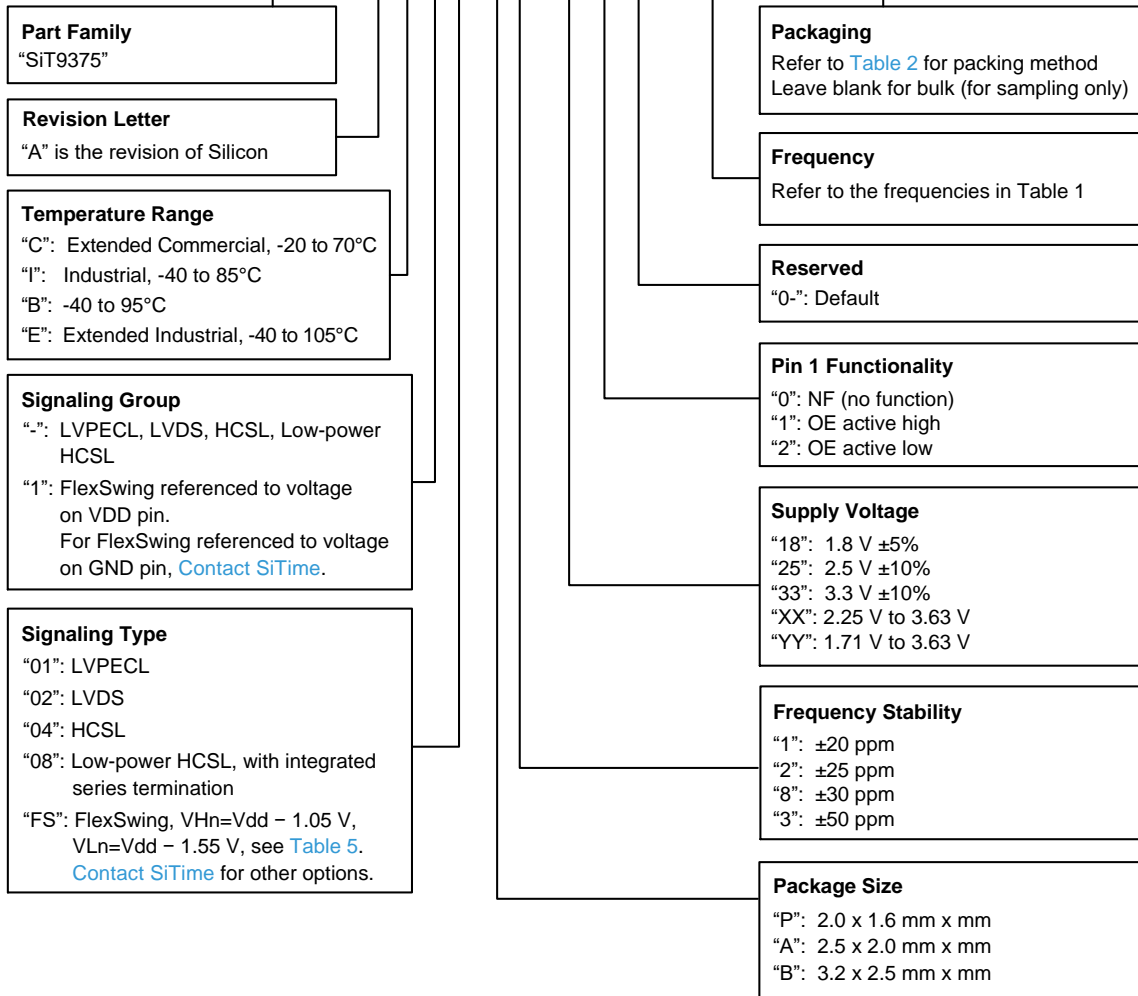 Part Family
“SiT9375”
Revision Letter
“A” is the revision of Silicon
Temperature Range
“C”: Extended Commercial, -20 to 70°C
“I”: Industrial, -40 to 85°C
“B”: -40 to 95°C
“E”: Extended Industrial, -40 to 105°C
Signaling Group
“-”: LVPECL, LVDS, HCSL, Low-power
HCSL
“1”: FlexSwing referenced to voltage
on VDD pin.
For FlexSwing referenced to voltage
on GND pin, Contact SiTime.
Signaling Type
“01”: LVPECL
“02”: LVDS
“04”: HCSL
“08”: Low-power HCSL, with integrated
series termination
“FS”: FlexSwing, VHn=Vdd − 1.05 V,
VLn=Vdd − 1.55 V, see Table 5.
Contact SiTime for other options.
Packaging
Refer to Table 2 for packing method
Leave blank for bulk (for sampling only)
Frequency
Refer to the frequencies in Table 1
Reserved
“0-”: Default
Pin 1 Functionality
“0”: NF (no function)
“1”: OE active high
“2”: OE active low
Supply Voltage
“18”: 1.8 V ±5%
“25”: 2.5 V ±10%
“33”: 3.3 V ±10%
“XX”: 2.25 V to 3.63 V
“YY”: 1.71 V to 3.63 V
Frequency Stability
“1”: ±20 ppm
“2”: ±25 ppm
“8”: ±30 ppm
“3”: ±50 ppm
Package Size
“P”: 2.0 x 1.6 mm x mm
“A”: 2.5 x 2.0 mm x mm
“B”: 3.2 x 2.5 mm x mm